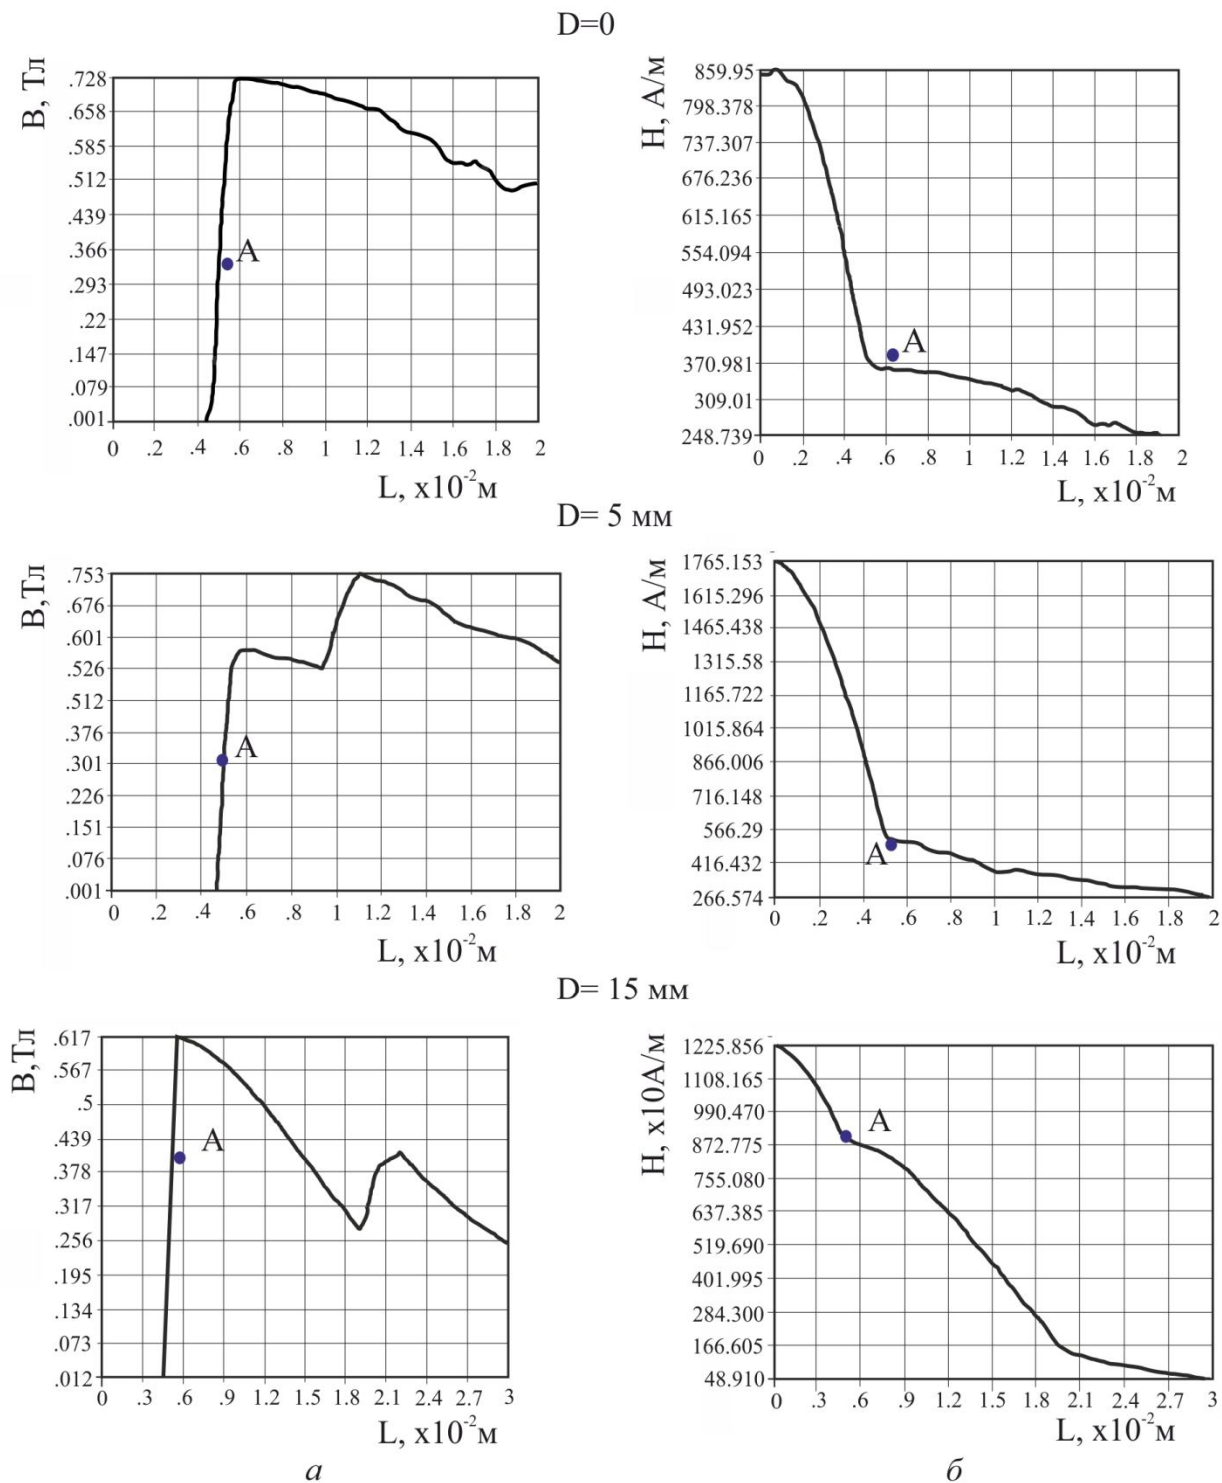 D=0
B, Тл
.728
.658
.585
.512
.439
.366
.293
.22
.147
.079
.001
A
0 .2 .4 .6 .8 1 1.2 1.4 1.6 1.8 2
L, x10⁻²м
H, А/м
859.95
798.378
737.307
676.236
615.165
554.094
493.023
431.952
370.981
309.01
248.739
A
0 .2 .4 .6 .8 1 1.2 1.4 1.6 1.8 2
L, x10⁻²м
D= 5 мм
B,Тл
.753
.676
.601
.526
.512
.376
.301
.226
.151
.076
.001
A
0 .2 .4 .6 .8 1 1.2 1.4 1.6 1.8 2
L, x10⁻²м
H, А/м
1765.153
1615.296
1465.438
1315.58
1165.722
1015.864
866.006
716.148
566.29
416.432
266.574
A
0 .2 .4 .6 .8 1 1.2 1.4 1.6 1.8 2
L, x10⁻²м
D= 15 мм
B,Тл
.617
.567
.5
.439
.378
.317
.256
.195
.134
.073
.012
A
0 .3 .6 .9 1.2 1.5 1.8 2.1 2.4 2.7 3
L, x10⁻²м
а
H, x10А/м
1225.856
1108.165
990.470
872.775
755.080
637.385
519.690
401.995
284.300
166.605
48.910
A
0 .3 .6 .9 1.2 1.5 1.8 2.1 2.4 2.7 3
L, x10⁻²м
б